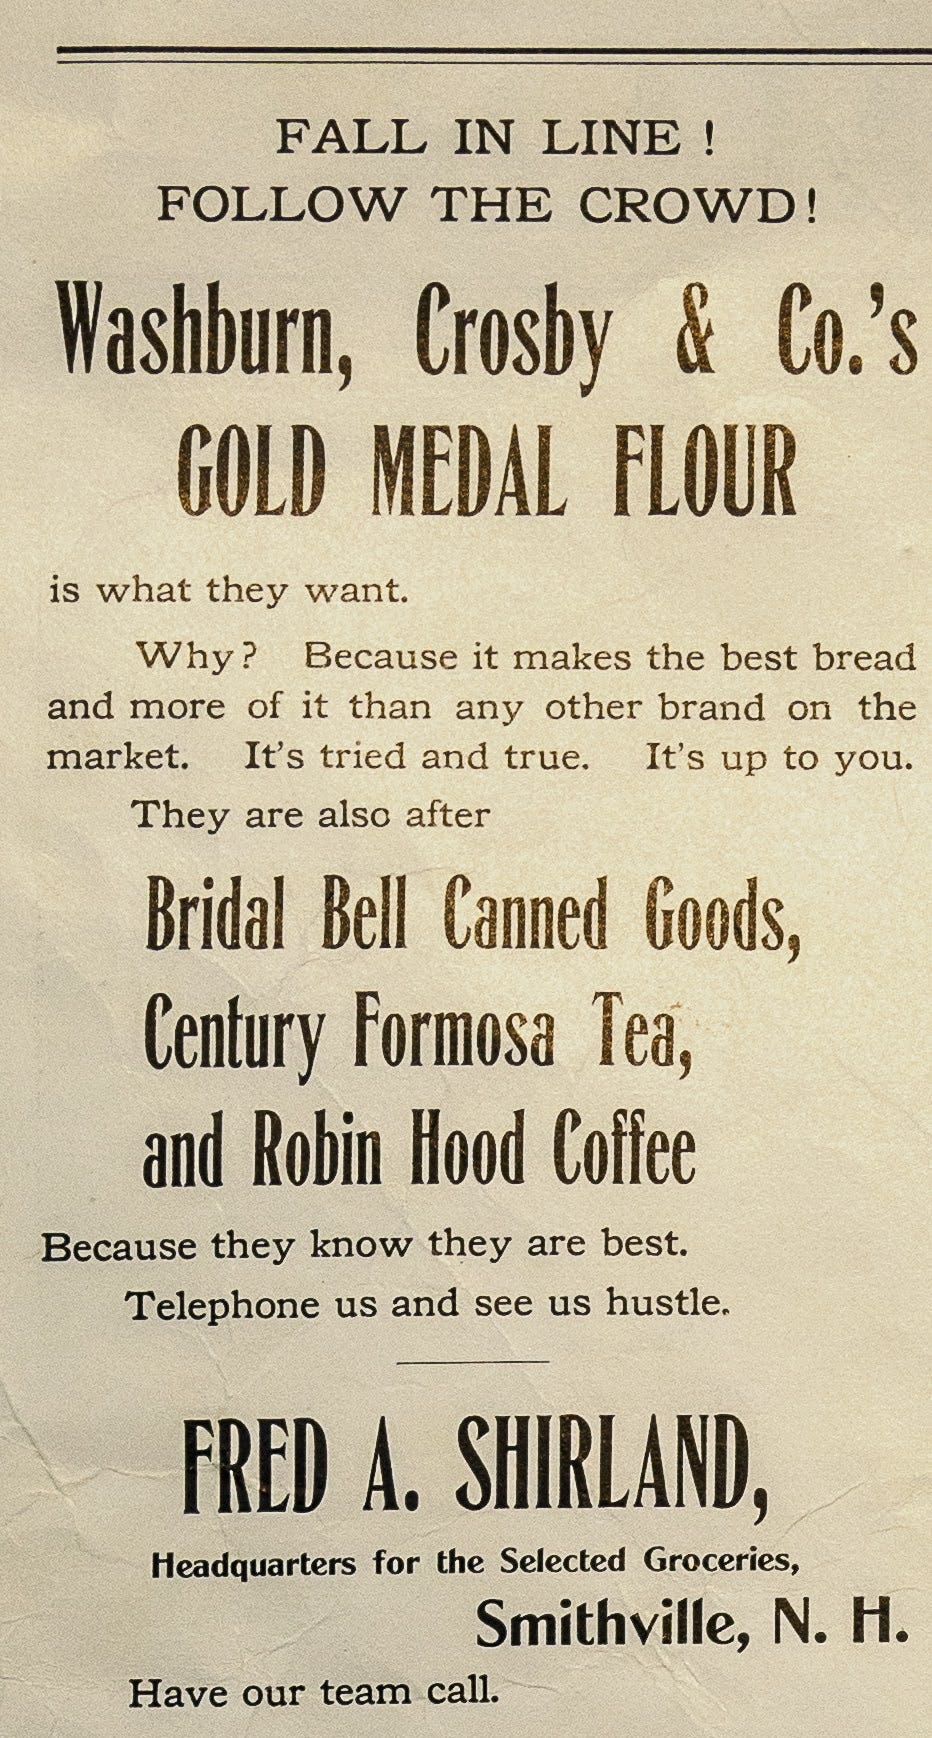 FALL IN LINE !
FOLLOW THE CROWD!
Washburn, Crosby & Co.'s
GOLD MEDAL FLOUR
is what they want.
Why? Because it makes the best bread
and more of it than any other brand on the
market. It's tried and true. It's up to you.
They are also after
Bridal Bell Canned Goods,
Century Formosa Tea,
and Robin Hood Coffee
Because they know they are best.
Telephone us and see us hustle.
FRED A. SHIRLAND,
Headquarters for the Selected Groceries,
Smithville, N. H.
Have our team call.